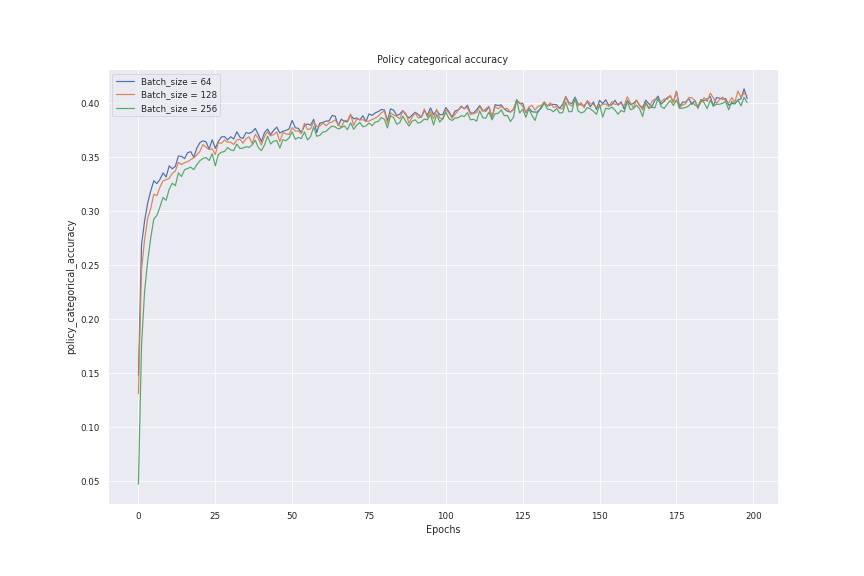 Policy categorical accuracy
Batch_size = 64
Batch_size = 128
Batch_size = 256
policy_categorical_accuracy
0.40
0.35
0.30
0.25
0.20
0.15
0.10
0.05
0 25 50 75 100 125 150 175 200
Epochs